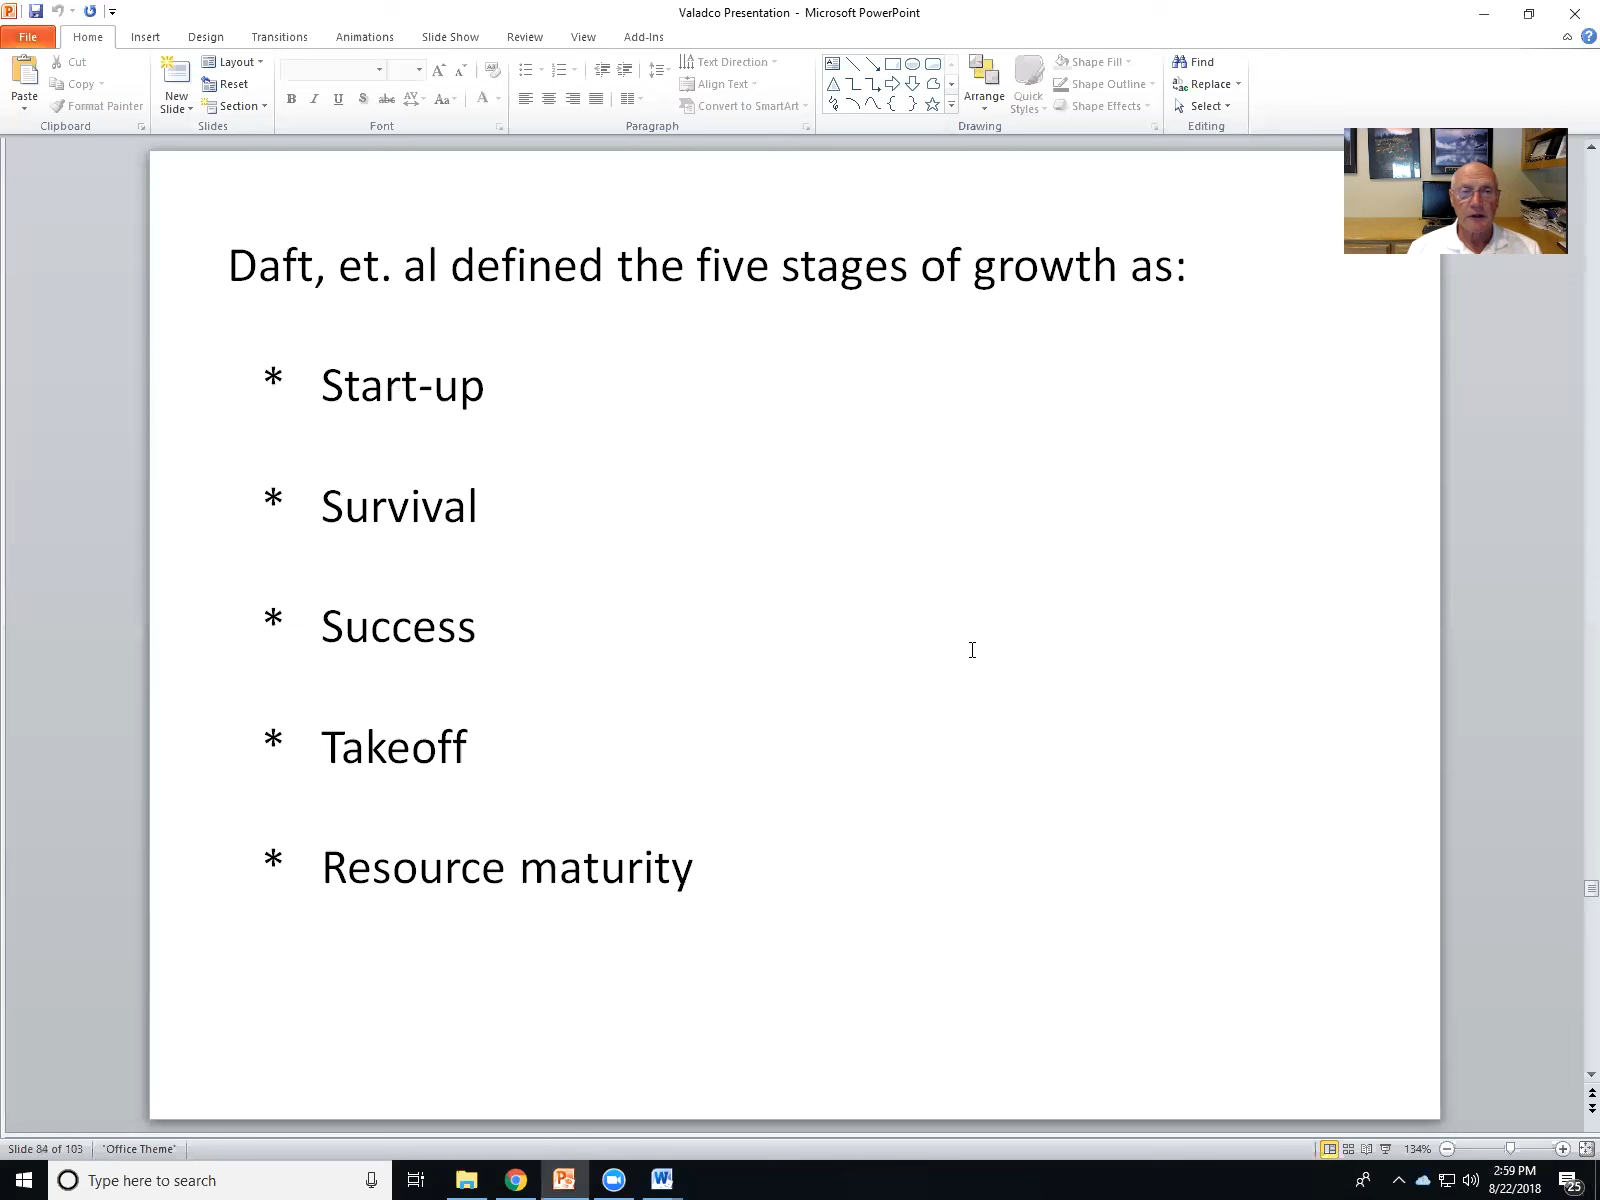 Valadco Presentation - Microsoft PowerPoint
File Home Insert Design Transitions Animations Slide Show Review View Add-Ins
Paste
Cut
Copy
Format Painter
Clipboard
New
Slide
Layout
Reset
Section
Slides
B I U S abc AV Aa A
Font
Text Direction
Align Text
Convert to SmartArt
Paragraph
Arrange
Quick
Styles
Shape Fill
Shape Outline
Shape Effects
Drawing
Find
Replace
Select
Editing
Daft, et. al defined the five stages of growth as:
* Start-up
* Survival
* Success
* Takeoff
* Resource maturity
Slide 84 of 103 "Office Theme" 134%
Type here to search
2:59 PM
8/22/2018
25